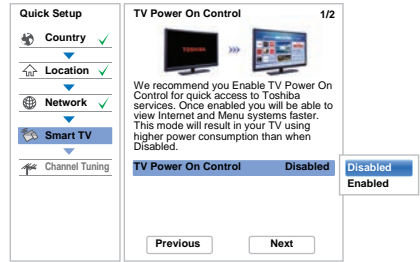 Quick Setup
Country
Location
Network
Smart TV
Channel Tuning
TV Power On Control 1/2
TOSHIBA
We recommend you Enable TV Power On
Control for quick access to Toshiba
services. Once enabled you will be able to
view Internet and Menu systems faster.
This mode will result in your TV using
higher power consumption than when
Disabled.
TV Power On Control Disabled
Disabled
Enabled
Previous Next